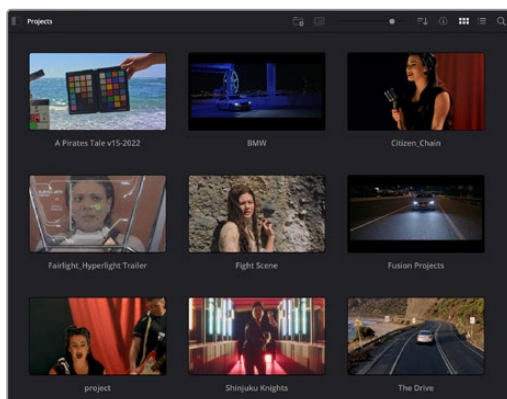 Projects
A Pirates Tale v15-2022
BMW
Citizen_Chain
Fairlight_Hyperlight Trailer
Fight Scene
Fusion Projects
project
Shinjuku Knights
The Drive